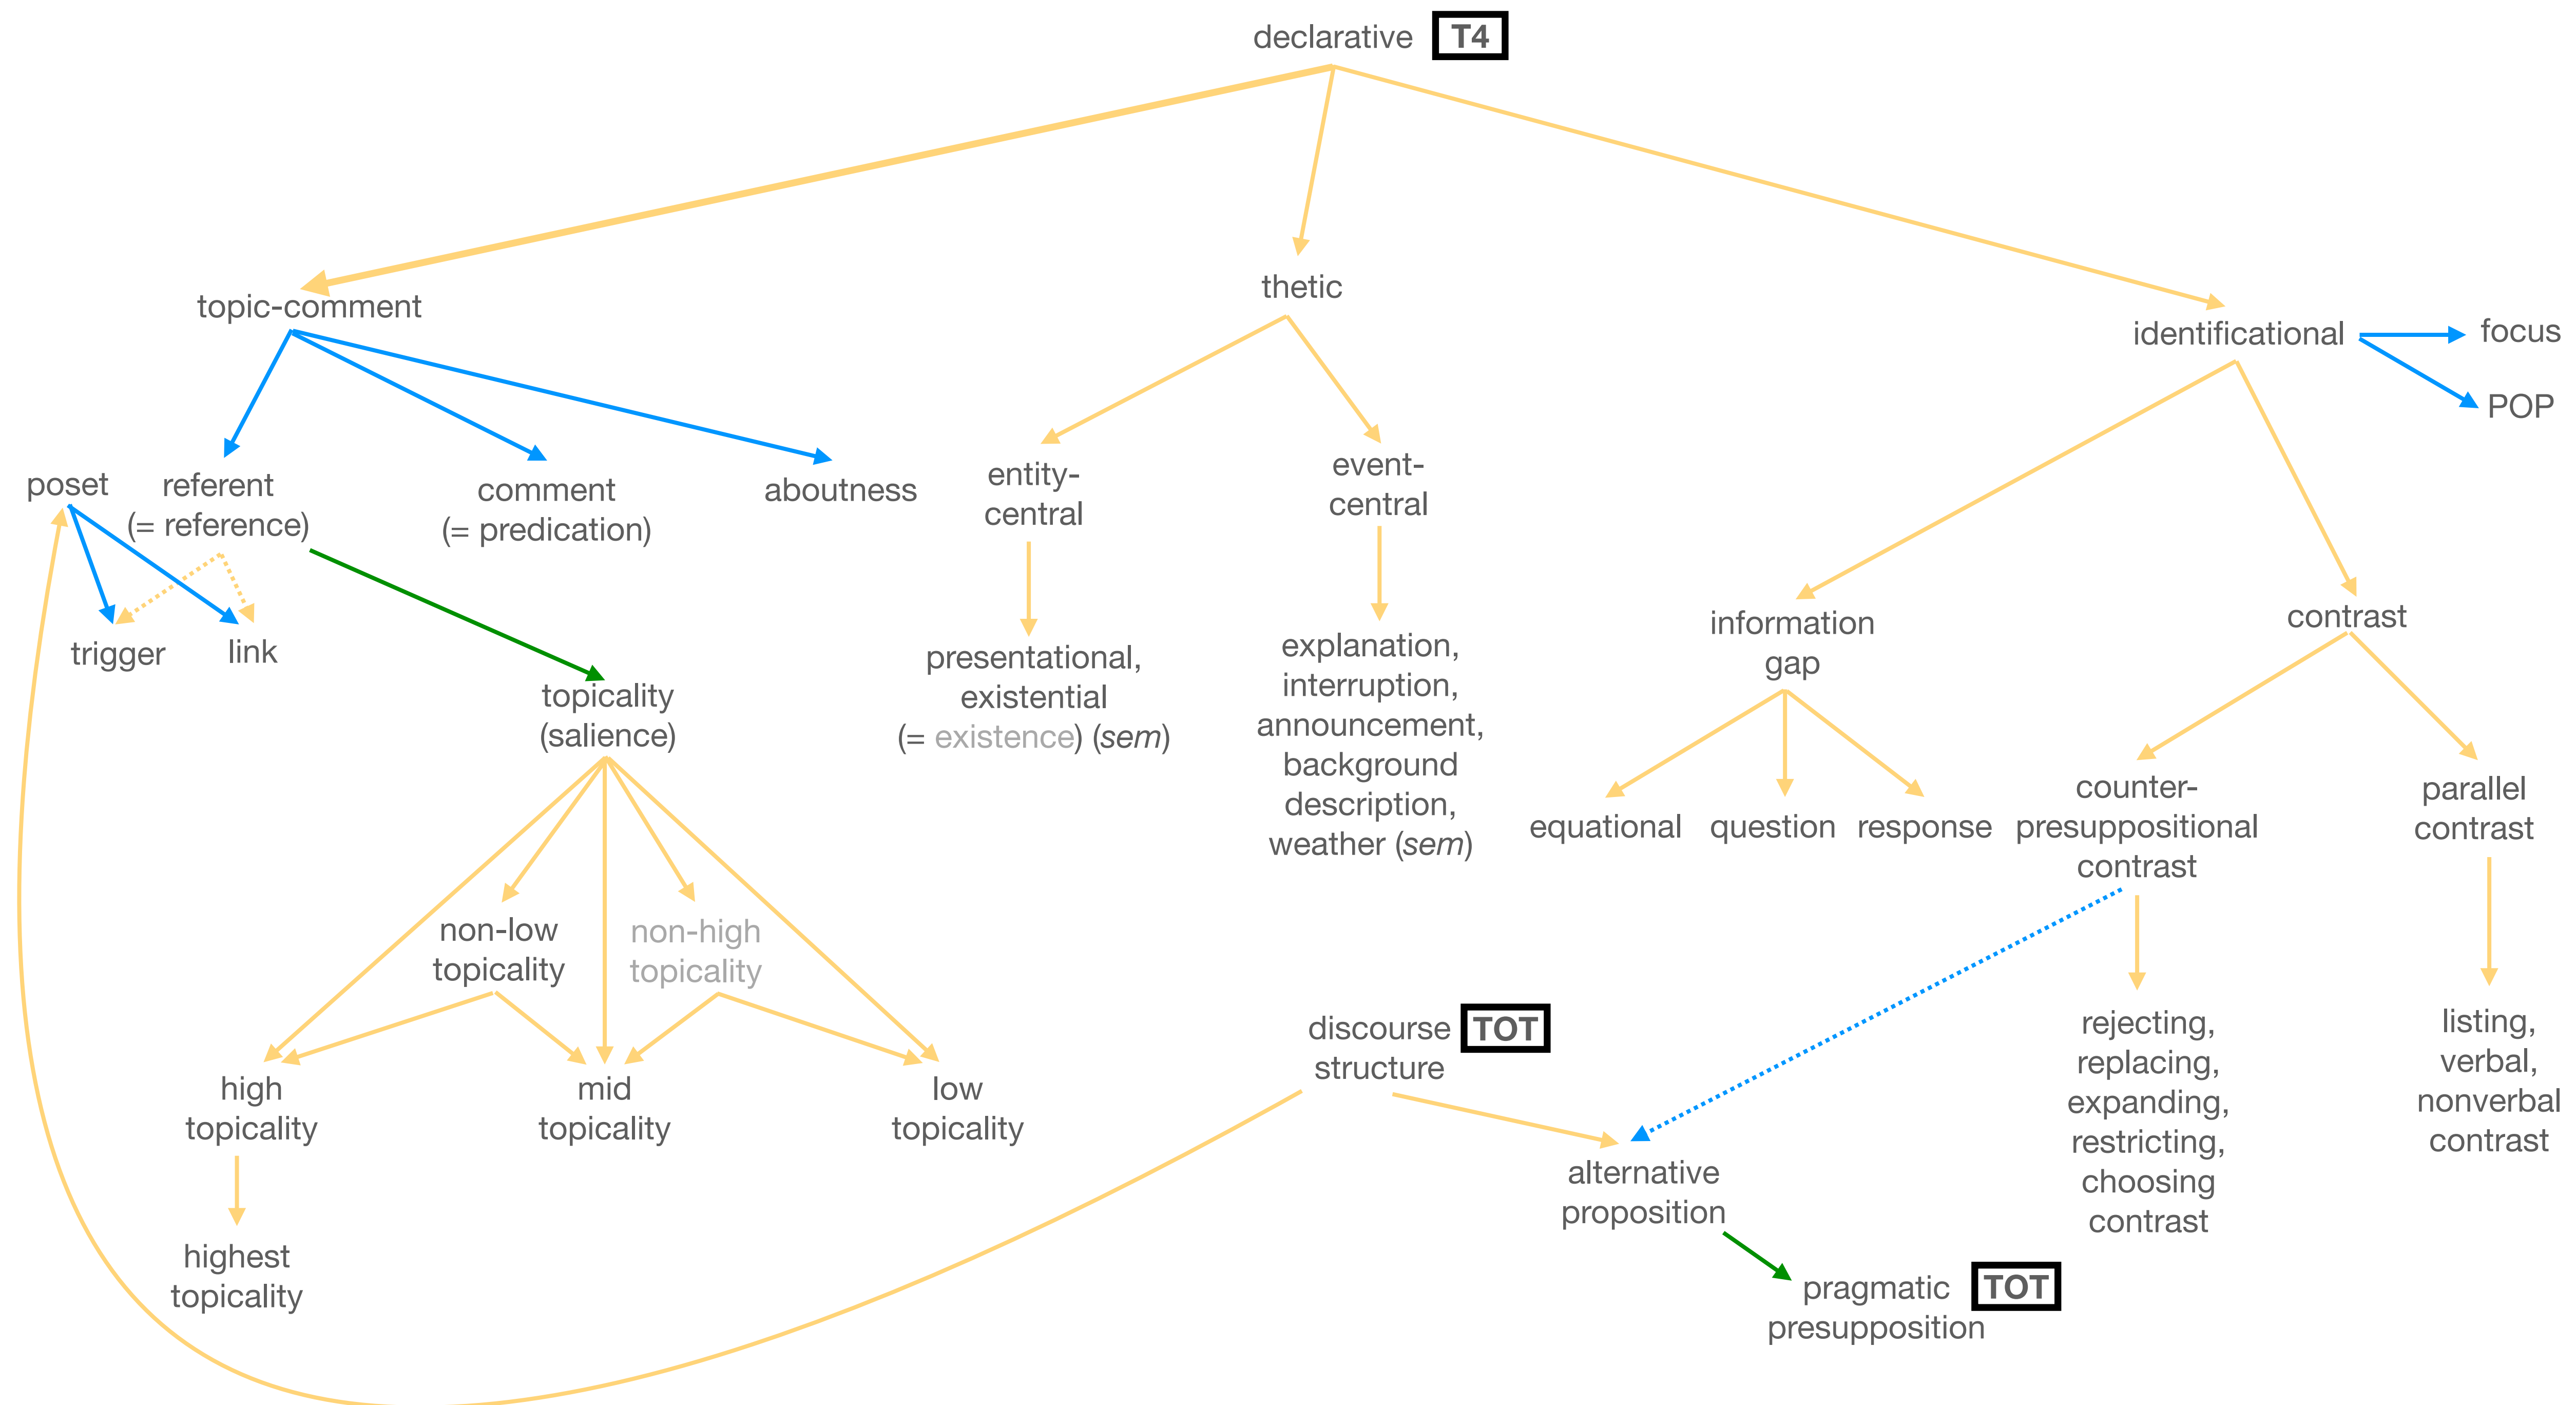 declarative T4
topic-comment
thetic
identificational
focus
POP
poset
referent
(= reference)
comment
(= predication)
aboutness
entity-
central
event-
central
trigger
link
topicality
(salience)
presentational,
existential
(= existence) (sem)
explanation,
interruption,
announcement,
background
description,
weather (sem)
information
gap
contrast
equational
question
response
counter-
presuppositional
contrast
parallel
contrast
non-low
topicality
non-high
topicality
high
topicality
mid
topicality
low
topicality
highest
topicality
discourse TOT
structure
alternative
proposition
pragmatic TOT
presupposition
rejecting,
replacing,
expanding,
restricting,
choosing
contrast
listing,
verbal,
nonverbal
contrast